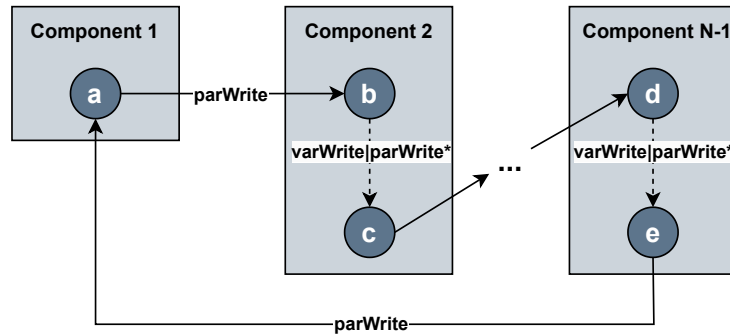 Component 1
Component 2
Component N-1
a
parWrite
b
d
varWrite|parWrite*
...
varWrite|parWrite*
c
e
parWrite